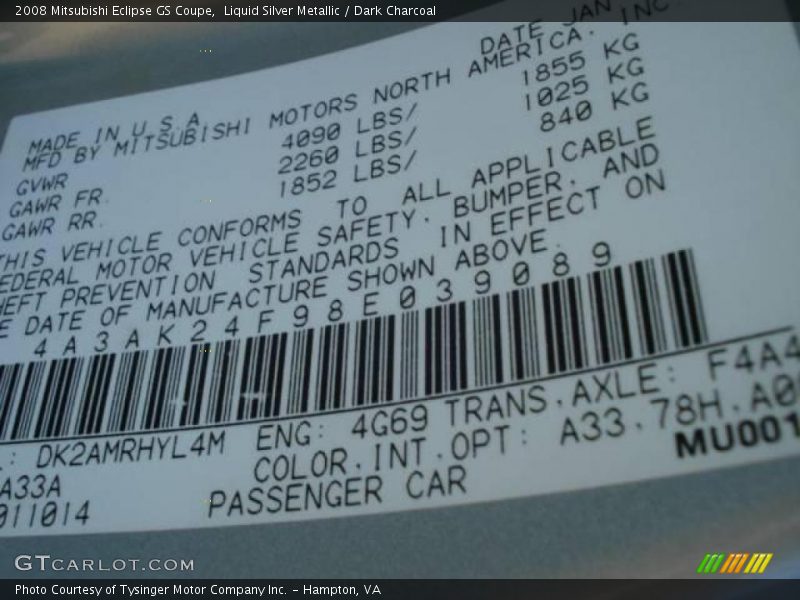 2008 Mitsubishi Eclipse GS Coupe,  Liquid Silver Metallic / Dark Charcoal
DATE JAN
MADE IN U S A
MFD BY MITSUBISHI MOTORS NORTH AMERICA. INC
GVWR 4090 LBS/ 1855 KG
GAWR FR. 2260 LBS/ 1025 KG
GAWR RR. 1852 LBS/ 840 KG
THIS VEHICLE CONFORMS TO ALL APPLICABLE
EDERAL MOTOR VEHICLE SAFETY. BUMPER. AND
HEFT PREVENTION STANDARDS IN EFFECT ON
E DATE OF MANUFACTURE SHOWN ABOVE.
4A3AK24F98E039089
: DK2AMRHYL4M ENG: 4G69 TRANS.AXLE: F4A4
A33A COLOR.INT.OPT: A33.78H.A0
011014 PASSENGER CAR MU001
GTCARLOT.COM
Photo Courtesy of Tysinger Motor Company Inc. – Hampton, VA